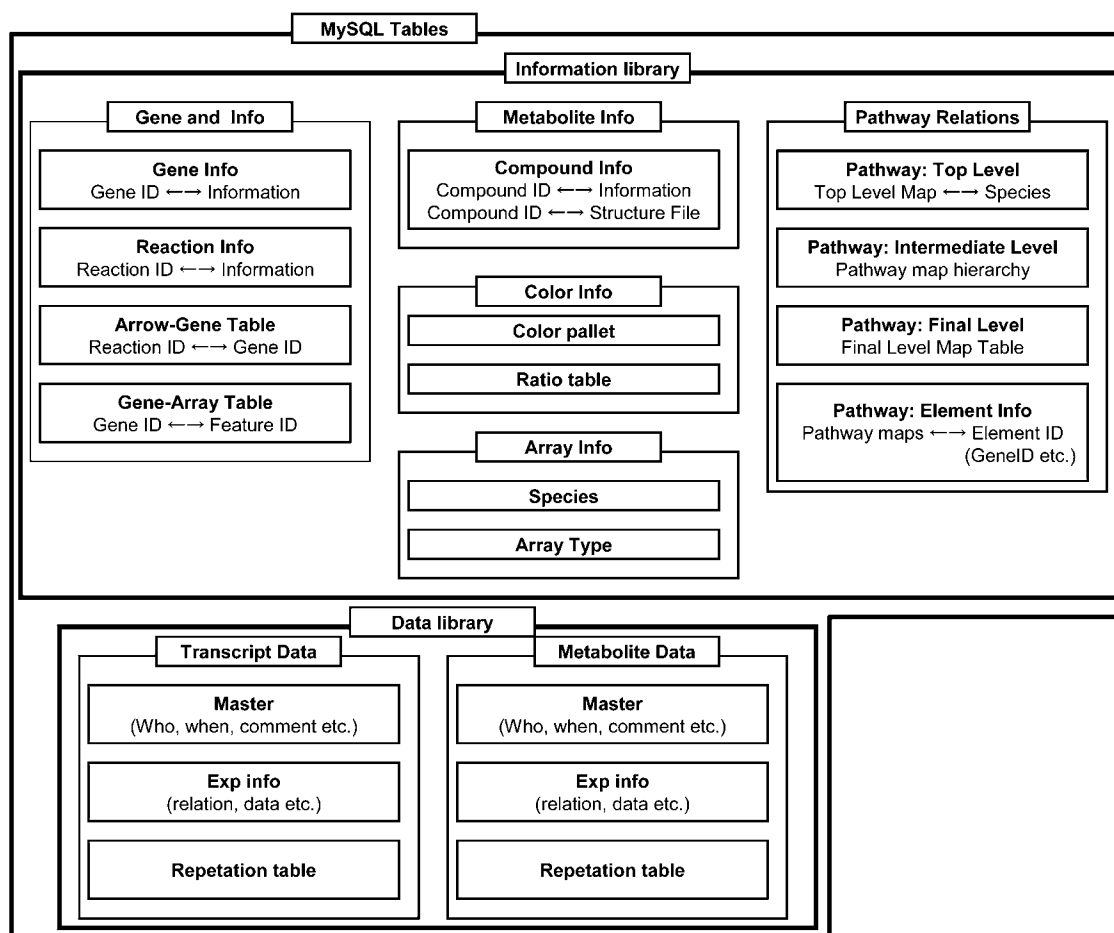 MySQL Tables
Information library
Gene and Info
Gene Info
Gene ID ←→ Information
Reaction Info
Reaction ID ←→ Information
Arrow-Gene Table
Reaction ID ←→ Gene ID
Gene-Array Table
Gene ID ←→ Feature ID
Metabolite Info
Compound Info
Compound ID ←→ Information
Compound ID ←→ Structure File
Color Info
Color pallet
Ratio table
Array Info
Species
Array Type
Pathway Relations
Pathway: Top Level
Top Level Map ←→ Species
Pathway: Intermediate Level
Pathway map hierarchy
Pathway: Final Level
Final Level Map Table
Pathway: Element Info
Pathway maps ←→ Element ID
(GeneID etc.)
Data library
Transcript Data
Master
(Who, when, comment etc.)
Exp info
(relation, data etc.)
Repetation table
Metabolite Data
Master
(Who, when, comment etc.)
Exp info
(relation, data etc.)
Repetation table